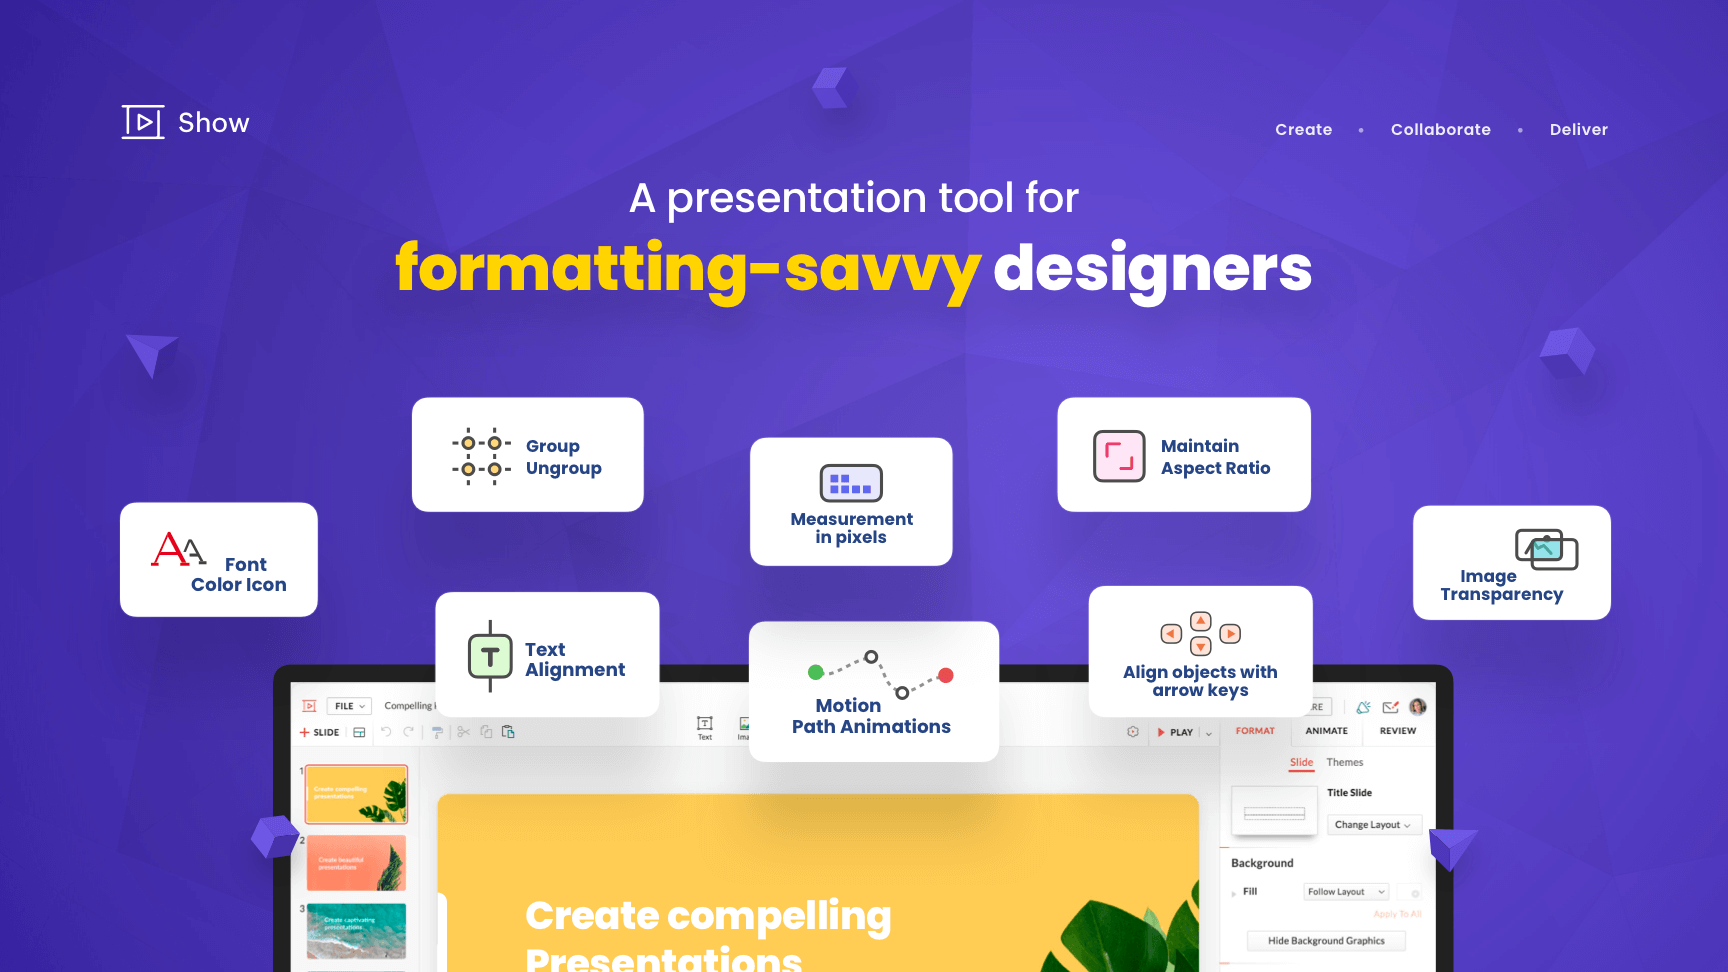 Show
Create • Collaborate • Deliver
A presentation tool for
formatting-savvy designers
Group
Ungroup
Measurement
in pixels
Maintain
Aspect Ratio
Font
Color Icon
Image
Transparency
Text
Alignment
Motion
Path Animations
Align objects with
arrow keys
FILE
Compelling
SLIDE
Text
PLAY
FORMAT
ANIMATE
REVIEW
Slide
Themes
1
Create compelling
presentations
2
Create beautiful
presentations
3
Create captivating
presentations
Create compelling
Presentations
Title Slide
Change Layout
Background
Fill
Follow Layout
Apply To All
Hide Background Graphics